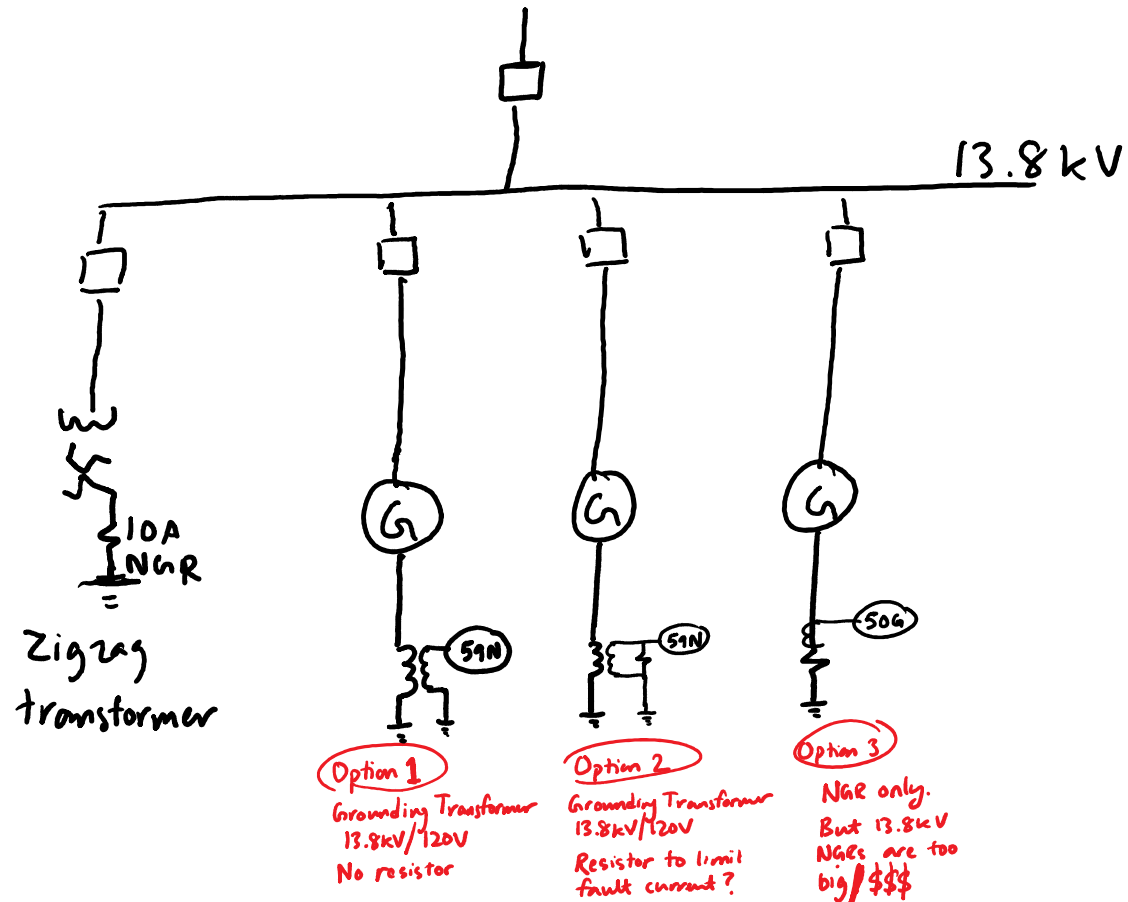 13.8 kV
G
G
G
10A
NGR
50G
59N
59N
Zigzag
transformer
Option 1
Grounding Transformer
13.8kV/120V
No resistor
Option 2
Grounding Transformer
13.8kV/120V
Resistor to limit
fault current?
Option 3
NGR only.
But 13.8kV
NGRs are too
big/$$$